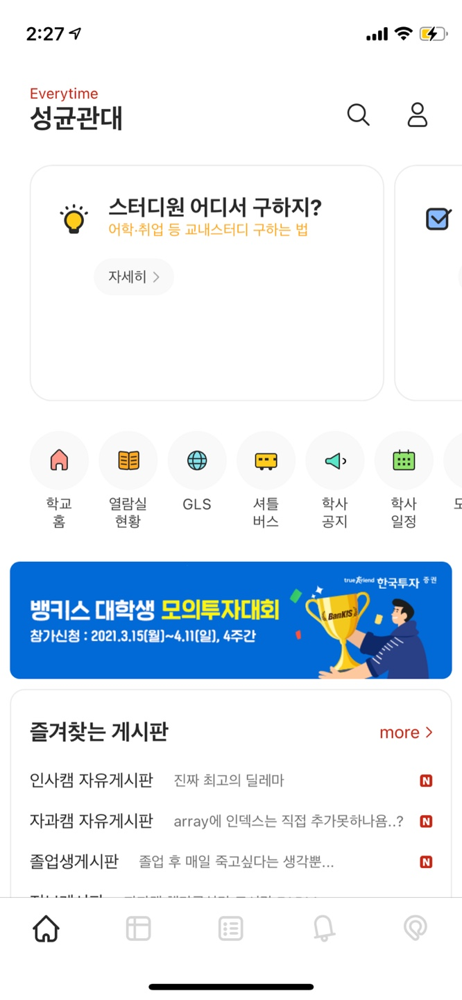 2:27
Everytime
성균관대
스터디원 어디서 구하지?
어학·취업 등 교내스터디 구하는 법
자세히
학교
홈
열람실
현황
GLS
셔틀
버스
학사
공지
학사
일정
true friend 한국투자 증권
뱅키스 대학생 모의투자대회
참가신청 : 2021.3.15(월)~4.11(일), 4주간
BanKIS
즐겨찾는 게시판
more
인사캠 자유게시판 진짜 최고의 딜레마 N
자과캠 자유게시판 array에 인덱스는 직접 추가못하나욤..? N
졸업생게시판 졸업 후 매일 죽고싶다는 생각뿐... N